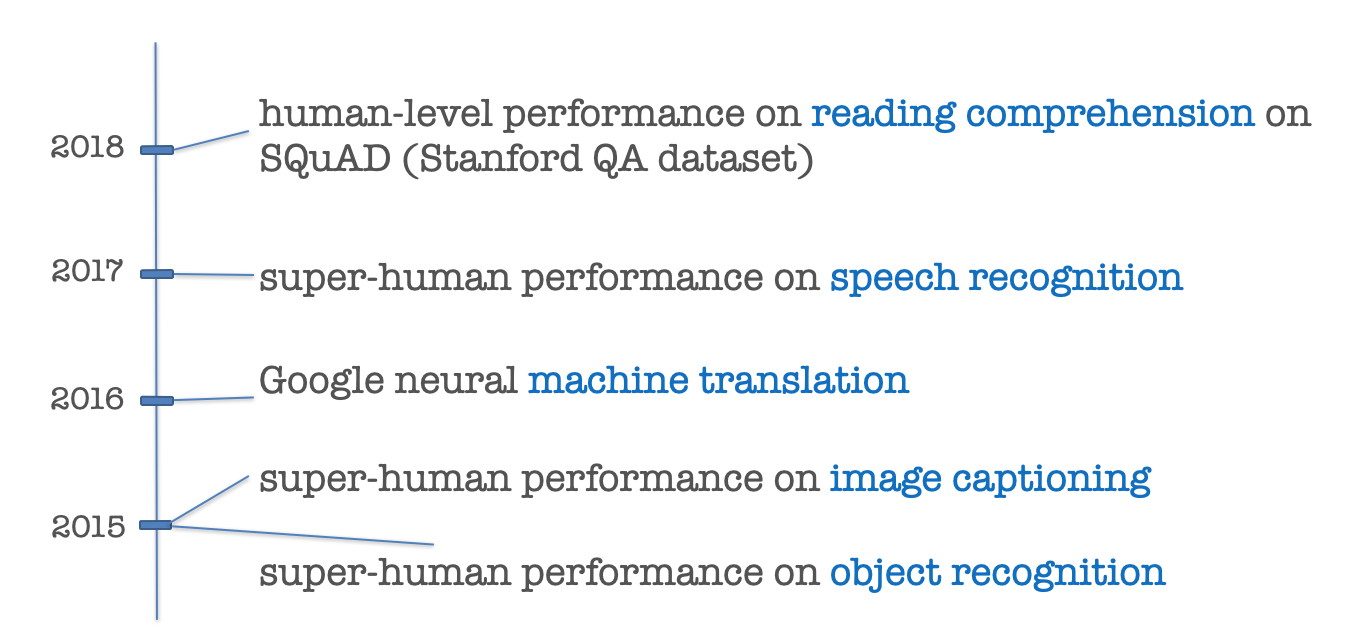 2018
human-level performance on reading comprehension on
SQuAD (Stanford QA dataset)
2017
super-human performance on speech recognition
2016
Google neural machine translation
2015
super-human performance on image captioning
super-human performance on object recognition